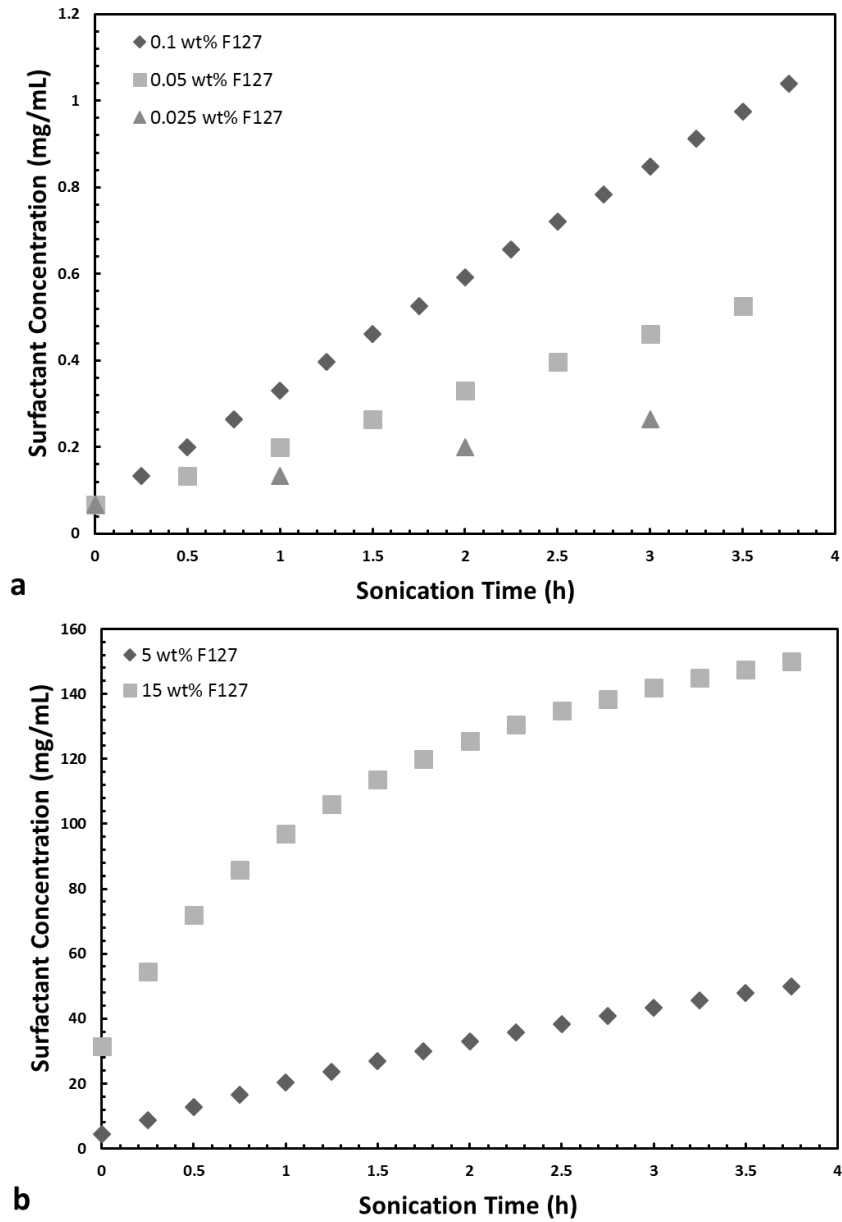 1.2
0.1 wt% F127
0.05 wt% F127
0.025 wt% F127
1
0.8
0.6
0.4
0.2
0
Surfactant Concentration (mg/mL)
0 0.5 1 1.5 2 2.5 3 3.5 4
Sonication Time (h)
a
160
5 wt% F127
15 wt% F127
140
120
100
80
60
40
20
0
Surfactant Concentration (mg/mL)
0 0.5 1 1.5 2 2.5 3 3.5 4
Sonication Time (h)
b